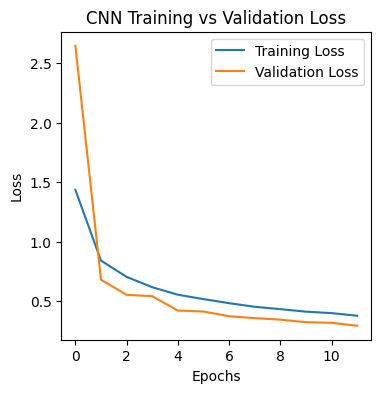 CNN Training vs Validation Loss
Training Loss
Validation Loss
2.5
2.0
1.5
1.0
0.5
Loss
0 2 4 6 8 10
Epochs